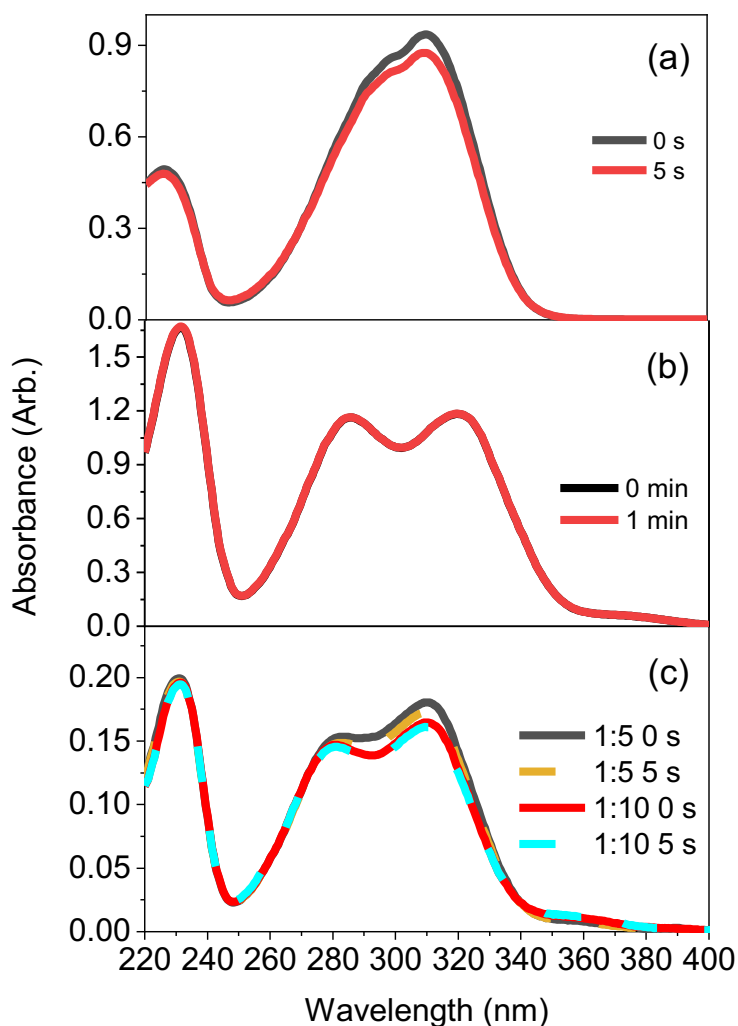 Absorbance (Arb.)
(a)
0.9
0.6
0.3
0.0
0 s
5 s
(b)
1.5
1.2
0.9
0.6
0.3
0.0
0 min
1 min
(c)
0.20
0.15
0.10
0.05
0.00
1:5 0 s
1:5 5 s
1:10 0 s
1:10 5 s
220 240 260 280 300 320 340 360 380 400
Wavelength (nm)